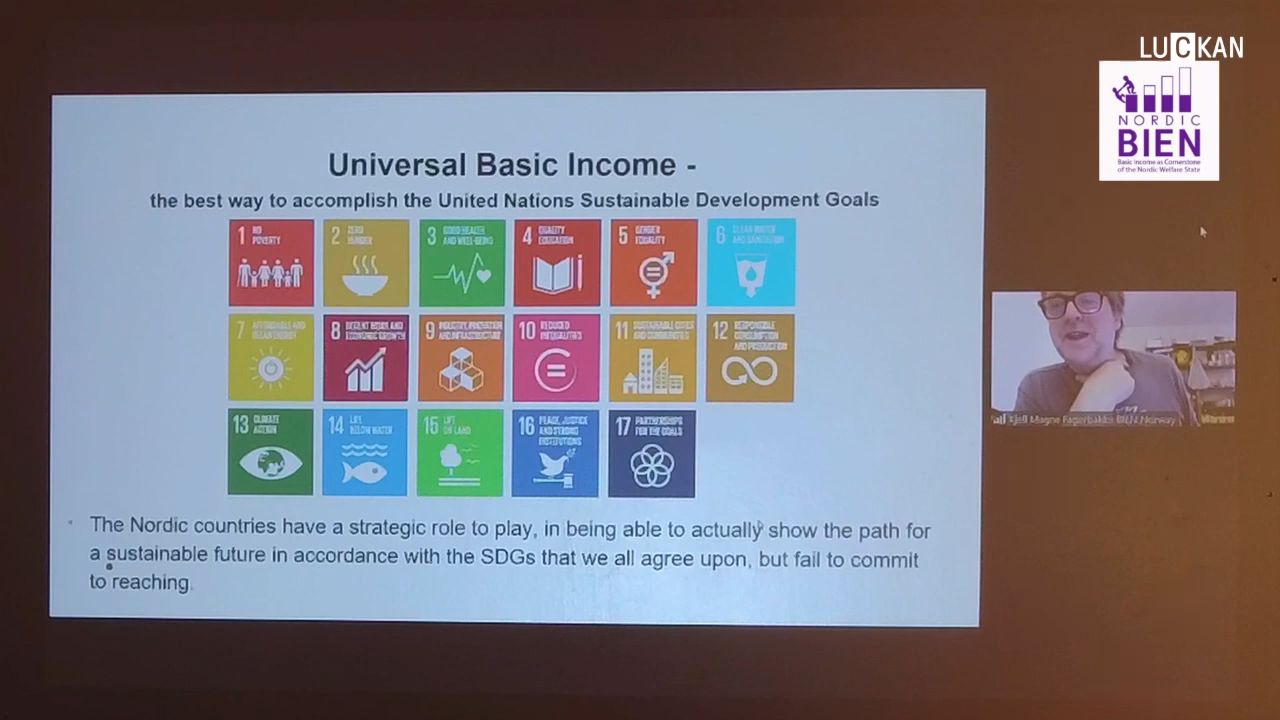 LUCKAN
NORDIC
BIEN
Basic Income as Cornerstone
of the Nordic Welfare State
Universal Basic Income -
the best way to accomplish the United Nations Sustainable Development Goals
1 NO
POVERTY
2 ZERO
HUNGER
3 GOOD HEALTH
AND WELL-BEING
4 QUALITY
EDUCATION
5 GENDER
EQUALITY
6 CLEAN WATER
AND SANITATION
7 AFFORDABLE AND
CLEAN ENERGY
8 DECENT WORK AND
ECONOMIC GROWTH
9 INDUSTRY, INNOVATION
AND INFRASTRUCTURE
10 REDUCED
INEQUALITIES
11 SUSTAINABLE CITIES
AND COMMUNITIES
12 RESPONSIBLE
CONSUMPTION
AND PRODUCTION
13 CLIMATE
ACTION
14 LIFE
BELOW WATER
15 LIFE
ON LAND
16 PEACE, JUSTICE
AND STRONG
INSTITUTIONS
17 PARTNERSHIPS
FOR THE GOALS
The Nordic countries have a strategic role to play, in being able to actually show the path for
a sustainable future in accordance with the SDGs that we all agree upon, but fail to commit
to reaching.
Kjell Magne Fagerbakke BIEN Norway